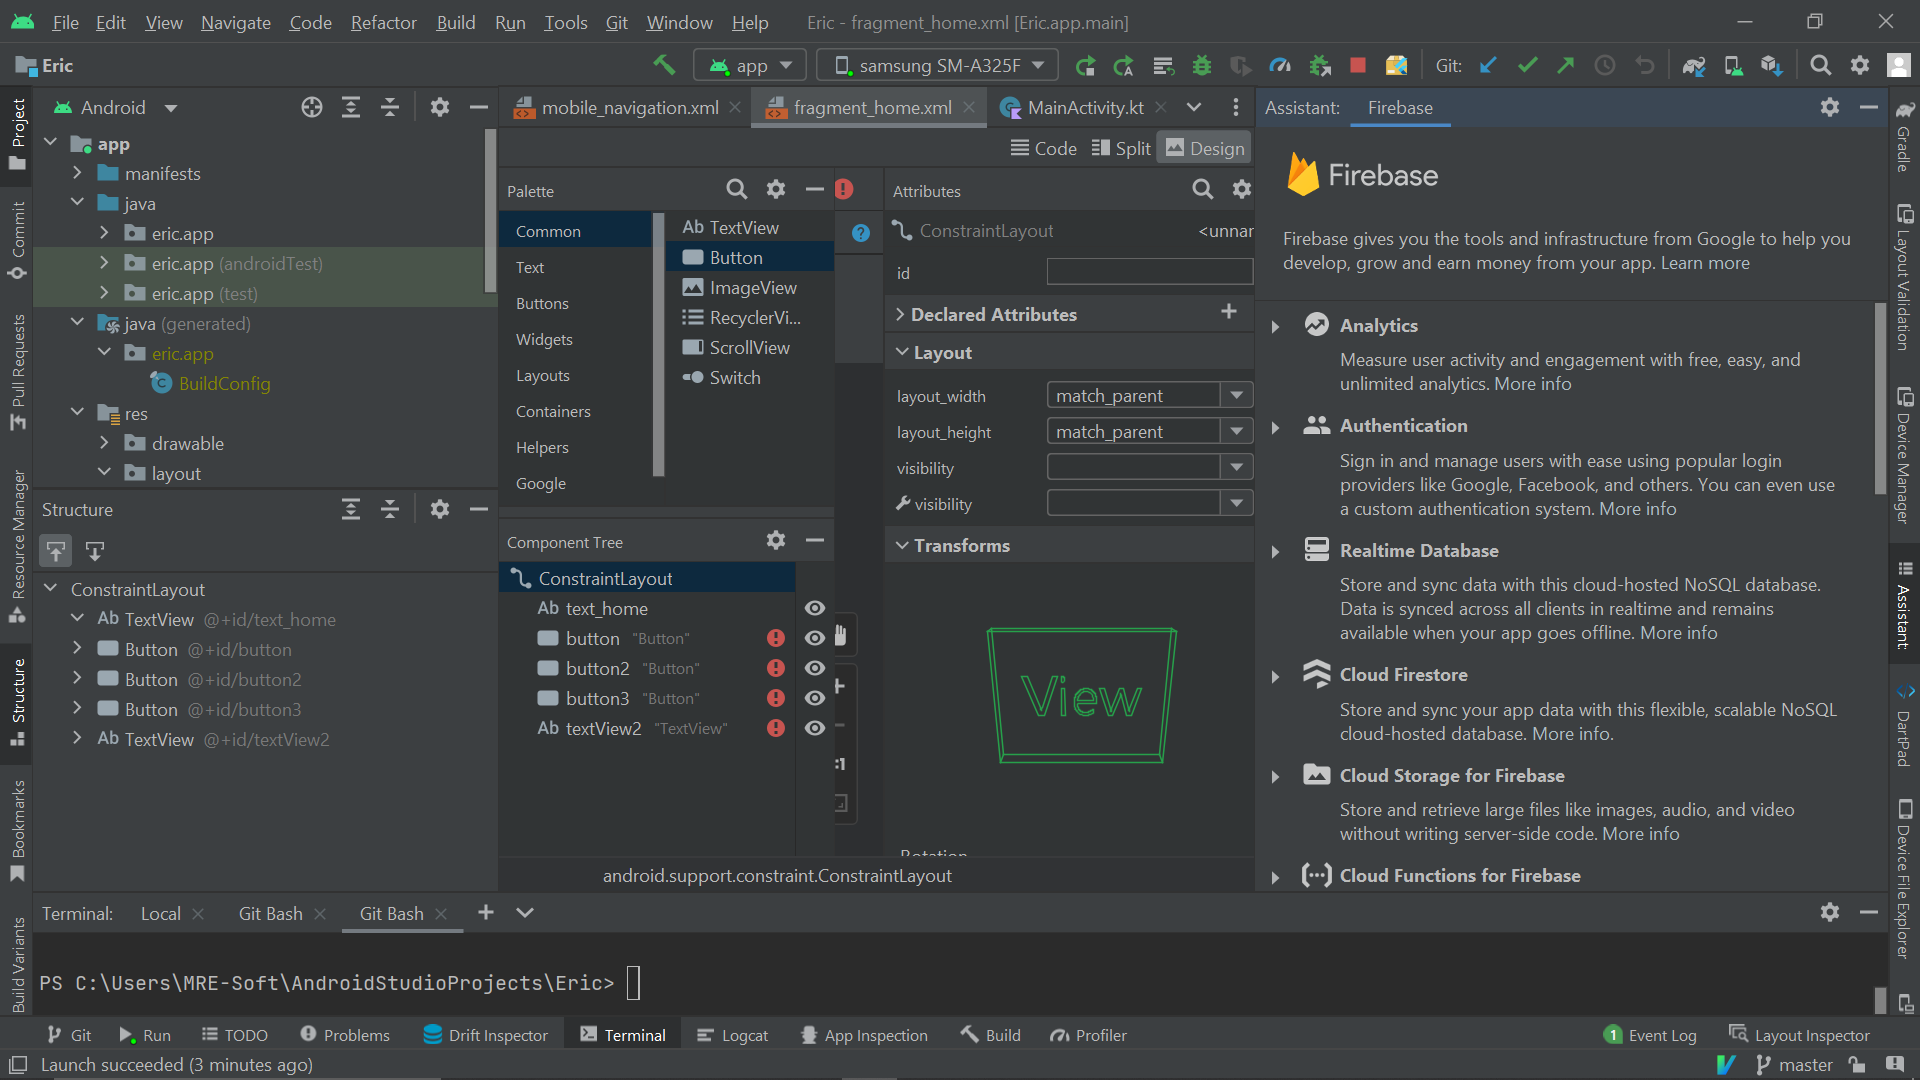 File Edit View Navigate Code Refactor Build Run Tools Git Window Help Eric - fragment_home.xml [Eric.app.main]
Eric app samsung SM-A325F Git:
Project
Commit
Pull Requests
Resource Manager
Structure
Bookmarks
Build Variants
Android
app
manifests
java
eric.app
eric.app (androidTest)
eric.app (test)
java (generated)
eric.app
BuildConfig
res
drawable
layout
Structure
ConstraintLayout
Ab TextView @+id/text_home
Button @+id/button
Button @+id/button2
Button @+id/button3
Ab TextView @+id/textView2
mobile_navigation.xml fragment_home.xml MainActivity.kt
Code Split Design
Palette
Common
Text
Buttons
Widgets
Layouts
Containers
Helpers
Google
Ab TextView
Button
ImageView
RecyclerVi...
ScrollView
Switch
Component Tree
ConstraintLayout
Ab text_home
button "Button"
button2 "Button"
button3 "Button"
Ab textView2 "TextView"
:1
Attributes
ConstraintLayout <unnar
id
Declared Attributes
Layout
layout_width match_parent
layout_height match_parent
visibility
visibility
Transforms
View
Rotation
android.support.constraint.ConstraintLayout
Assistant: Firebase
Firebase
Firebase gives you the tools and infrastructure from Google to help you
develop, grow and earn money from your app. Learn more
Analytics
Measure user activity and engagement with free, easy, and
unlimited analytics. More info
Authentication
Sign in and manage users with ease using popular login
providers like Google, Facebook, and others. You can even use
a custom authentication system. More info
Realtime Database
Store and sync data with this cloud-hosted NoSQL database.
Data is synced across all clients in realtime and remains
available when your app goes offline. More info
Cloud Firestore
Store and sync your app data with this flexible, scalable NoSQL
cloud-hosted database. More info.
Cloud Storage for Firebase
Store and retrieve large files like images, audio, and video
without writing server-side code. More info
Cloud Functions for Firebase
Gradle
Layout Validation
Device Manager
Assistant:
DartPad
Device File Explorer
Terminal: Local Git Bash Git Bash
PS C:\Users\MRE-Soft\AndroidStudioProjects\Eric>
Git Run TODO Problems Drift Inspector Terminal Logcat App Inspection Build Profiler 1 Event Log Layout Inspector
Launch succeeded (3 minutes ago) master